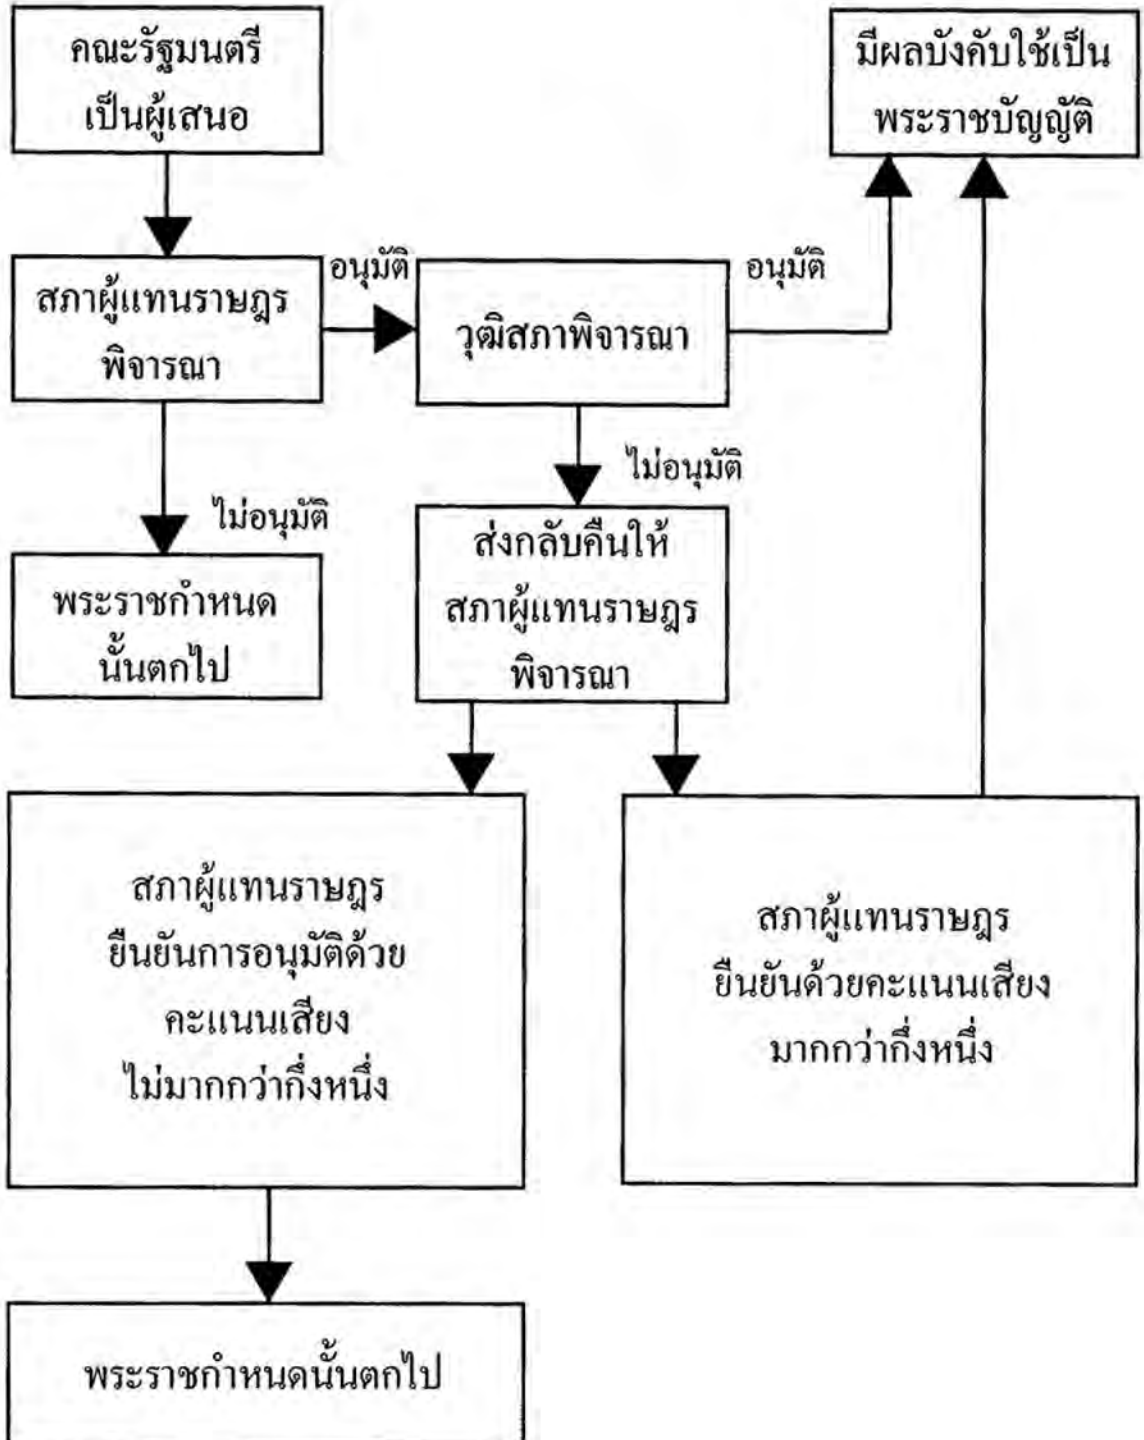 คณะรัฐมนตรี
เป็นผู้เสนอ
มีผลบังคับใช้เป็น
พระราชบัญญัติ
สภาผู้แทนราษฎร
พิจารณา
อนุมัติ
วุฒิสภาพิจารณา
อนุมัติ
ไม่อนุมัติ
พระราชกำหนด
นั้นตกไป
ไม่อนุมัติ
ส่งกลับคืนให้
สภาผู้แทนราษฎร
พิจารณา
สภาผู้แทนราษฎร
ยืนยันการอนุมัติด้วย
คะแนนเสียง
ไม่มากกว่ากึ่งหนึ่ง
สภาผู้แทนราษฎร
ยืนยันด้วยคะแนนเสียง
มากกว่ากึ่งหนึ่ง
พระราชกำหนดนั้นตกไป